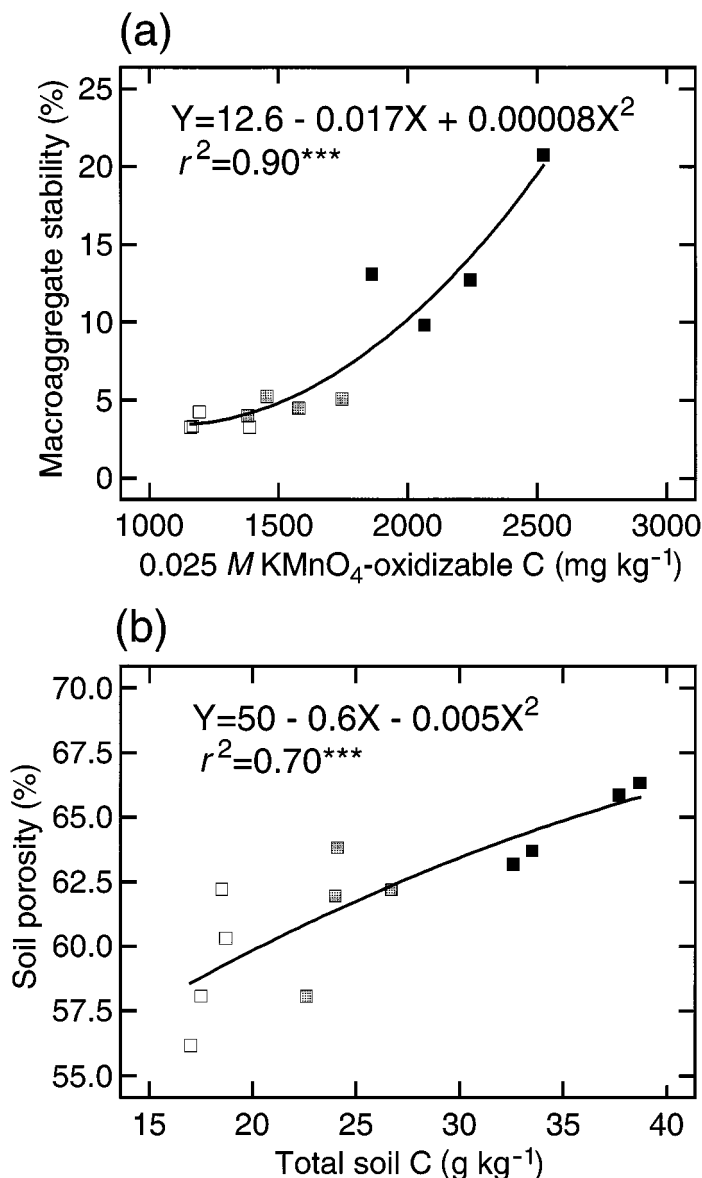 (a)
Macroaggregate stability (%)
25
20
15
10
5
0
Y=12.6 - 0.017X + 0.00008X²
r²=0.90***
1000 1500 2000 2500 3000
0.025 M KMnO₄-oxidizable C (mg kg⁻¹)
(b)
Soil porosity (%)
70.0
67.5
65.0
62.5
60.0
57.5
55.0
Y=50 - 0.6X - 0.005X²
r²=0.70***
15 20 25 30 35 40
Total soil C (g kg⁻¹)